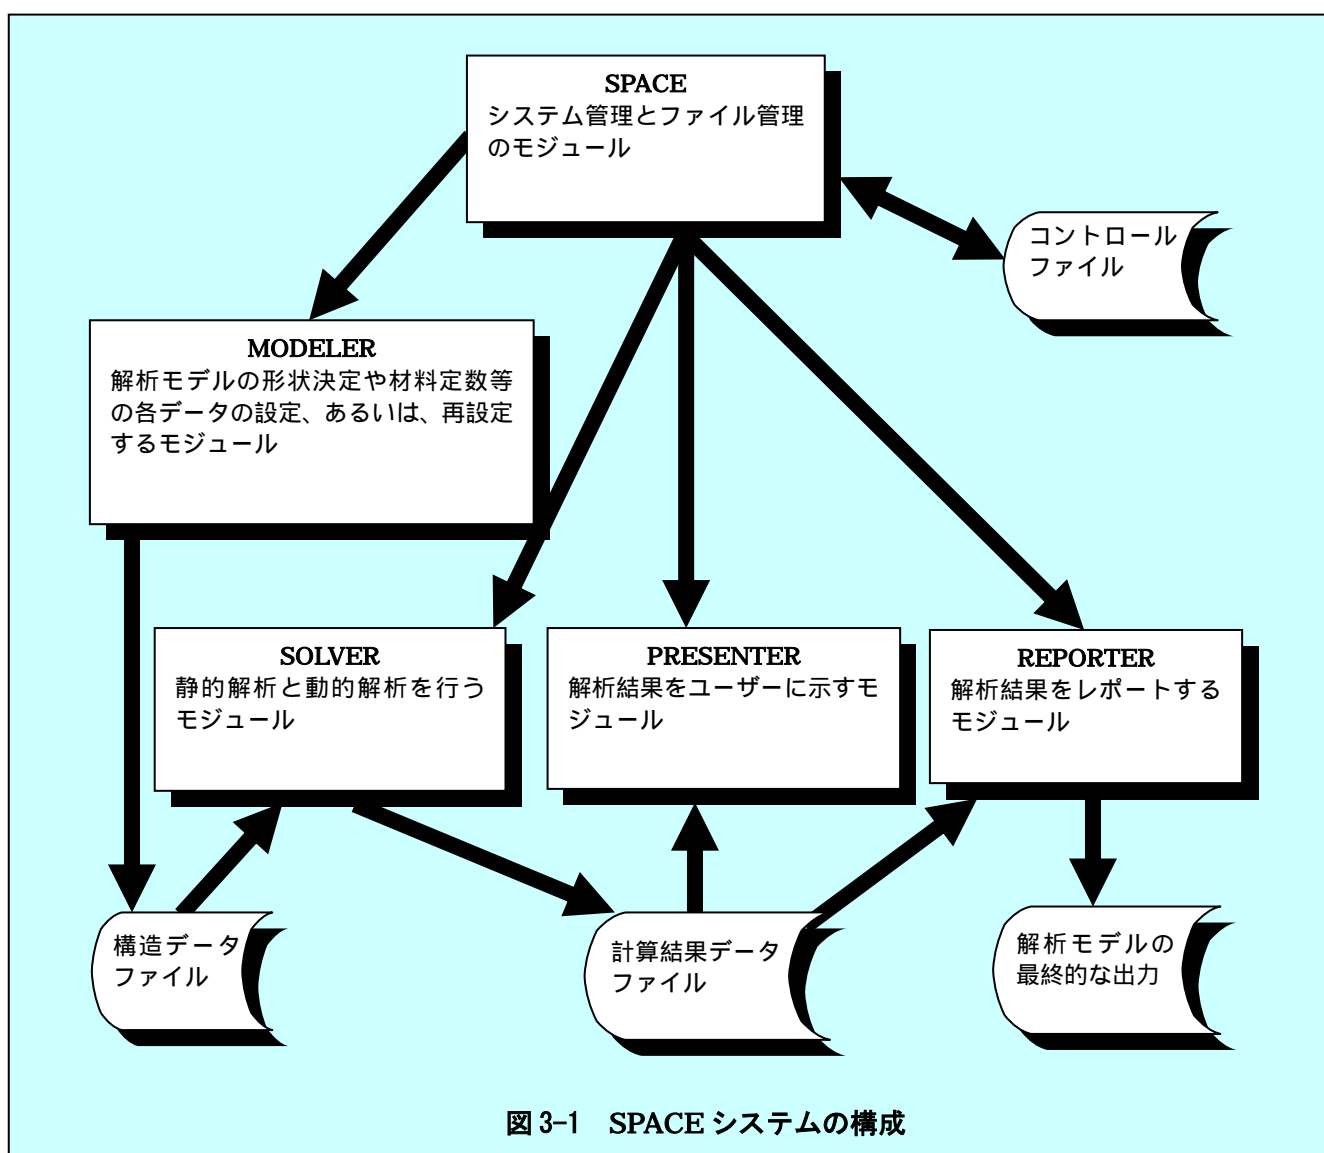 SPACE
システム管理とファイル管理
のモジュール
コントロール
ファイル
MODELER
解析モデルの形状決定や材料定数等
の各データの設定、あるいは、再設定
するモジュール
SOLVER
静的解析と動的解析を行う
モジュール
PRESENTER
解析結果をユーザーに示すモ
ジュール
REPORTER
解析結果をレポートする
モジュール
構造データ
ファイル
計算結果データ
ファイル
解析モデルの
最終的な出力
図 3-1　SPACE システムの構成